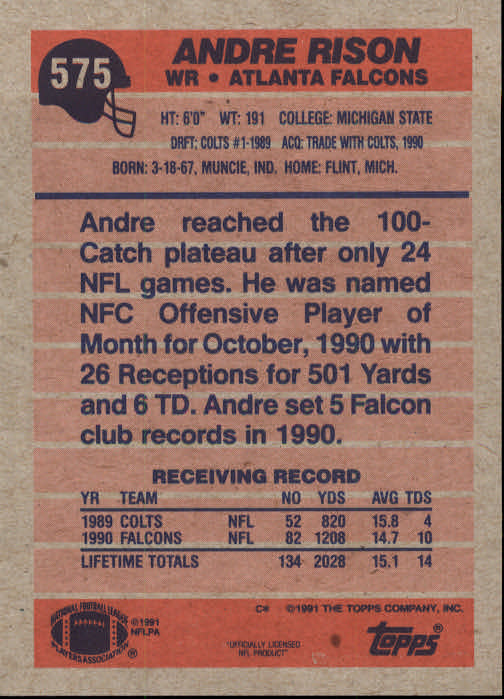 575
ANDRE RISON
WR • ATLANTA FALCONS
HT: 6'0" WT: 191 COLLEGE: MICHIGAN STATE
DRFT: COLTS #1-1989 ACQ: TRADE WITH COLTS, 1990
BORN: 3-18-67, MUNCIE, IND. HOME: FLINT, MICH.
Andre reached the 100-
Catch plateau after only 24
NFL games. He was named
NFC Offensive Player of
Month for October, 1990 with
26 Receptions for 501 Yards
and 6 TD. Andre set 5 Falcon
club records in 1990.
RECEIVING RECORD
YR TEAM NO YDS AVG TDS
1989 COLTS NFL 52 820 15.8 4
1990 FALCONS NFL 82 1208 14.7 10
LIFETIME TOTALS 134 2028 15.1 14
NATIONAL FOOTBALL LEAGUE
PLAYERS ASSOCIATION ®
©1991
NFLPA
C* ©1991 THE TOPPS COMPANY, INC.
"OFFICIALLY LICENSED
NFL PRODUCT"
topps®